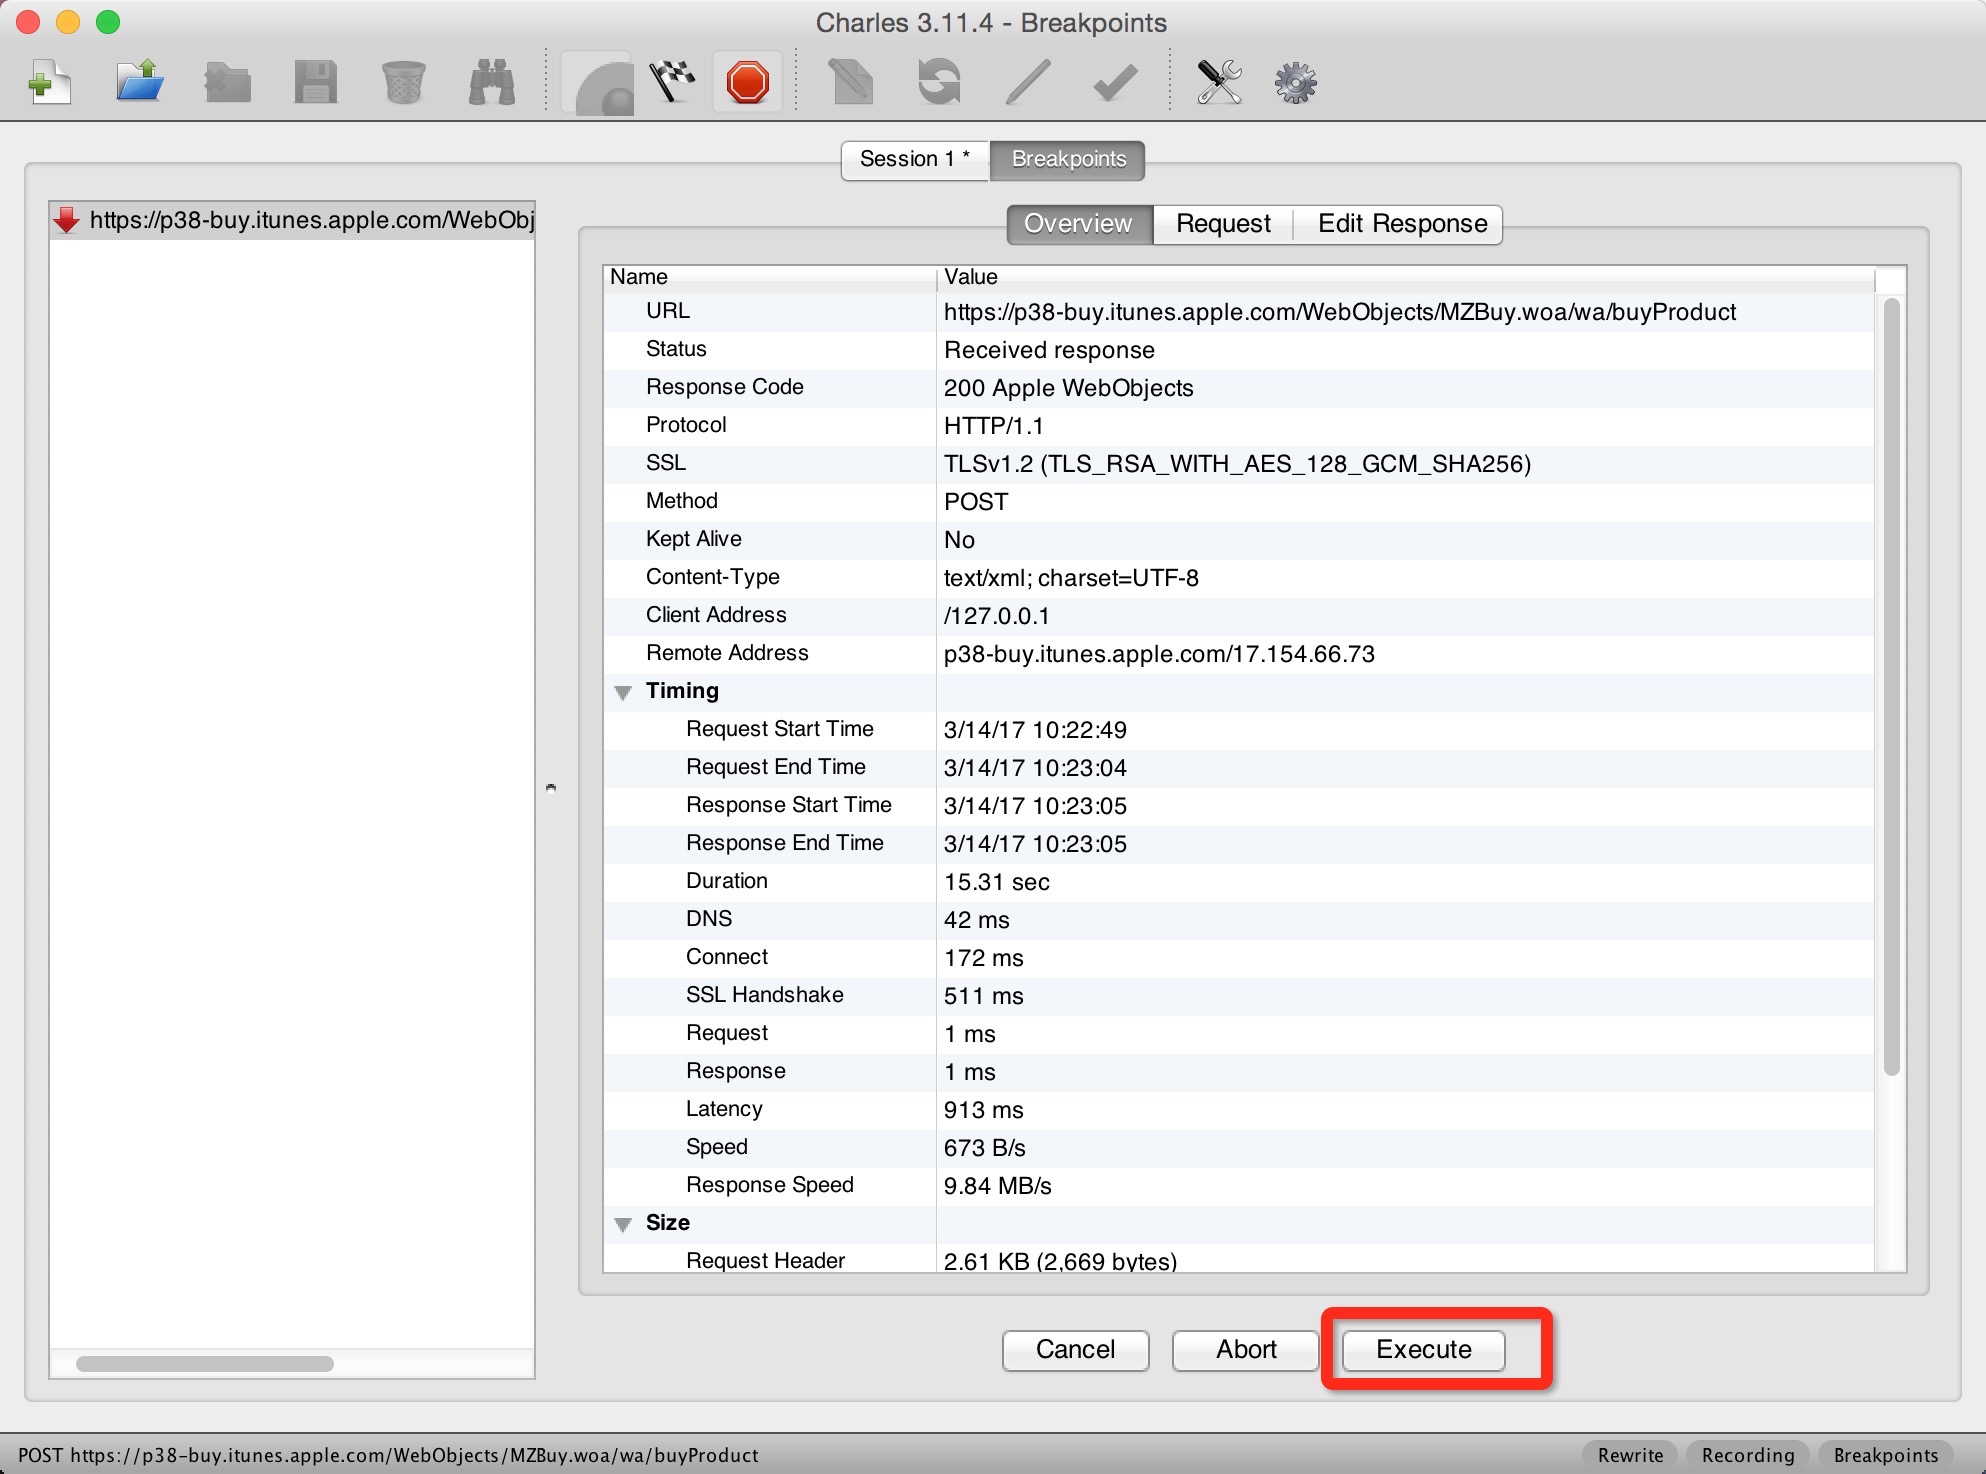 Charles 3.11.4 - Breakpoints
Session 1 * Breakpoints
https://p38-buy.itunes.apple.com/WebObj
Overview Request Edit Response
Name Value
URL https://p38-buy.itunes.apple.com/WebObjects/MZBuy.woa/wa/buyProduct
Status Received response
Response Code 200 Apple WebObjects
Protocol HTTP/1.1
SSL TLSv1.2 (TLS_RSA_WITH_AES_128_GCM_SHA256)
Method POST
Kept Alive No
Content-Type text/xml; charset=UTF-8
Client Address /127.0.0.1
Remote Address p38-buy.itunes.apple.com/17.154.66.73
Timing
Request Start Time 3/14/17 10:22:49
Request End Time 3/14/17 10:23:04
Response Start Time 3/14/17 10:23:05
Response End Time 3/14/17 10:23:05
Duration 15.31 sec
DNS 42 ms
Connect 172 ms
SSL Handshake 511 ms
Request 1 ms
Response 1 ms
Latency 913 ms
Speed 673 B/s
Response Speed 9.84 MB/s
Size
Request Header 2.61 KB (2,669 bytes)
Cancel Abort Execute
POST https://p38-buy.itunes.apple.com/WebObjects/MZBuy.woa/wa/buyProduct Rewrite Recording Breakpoints